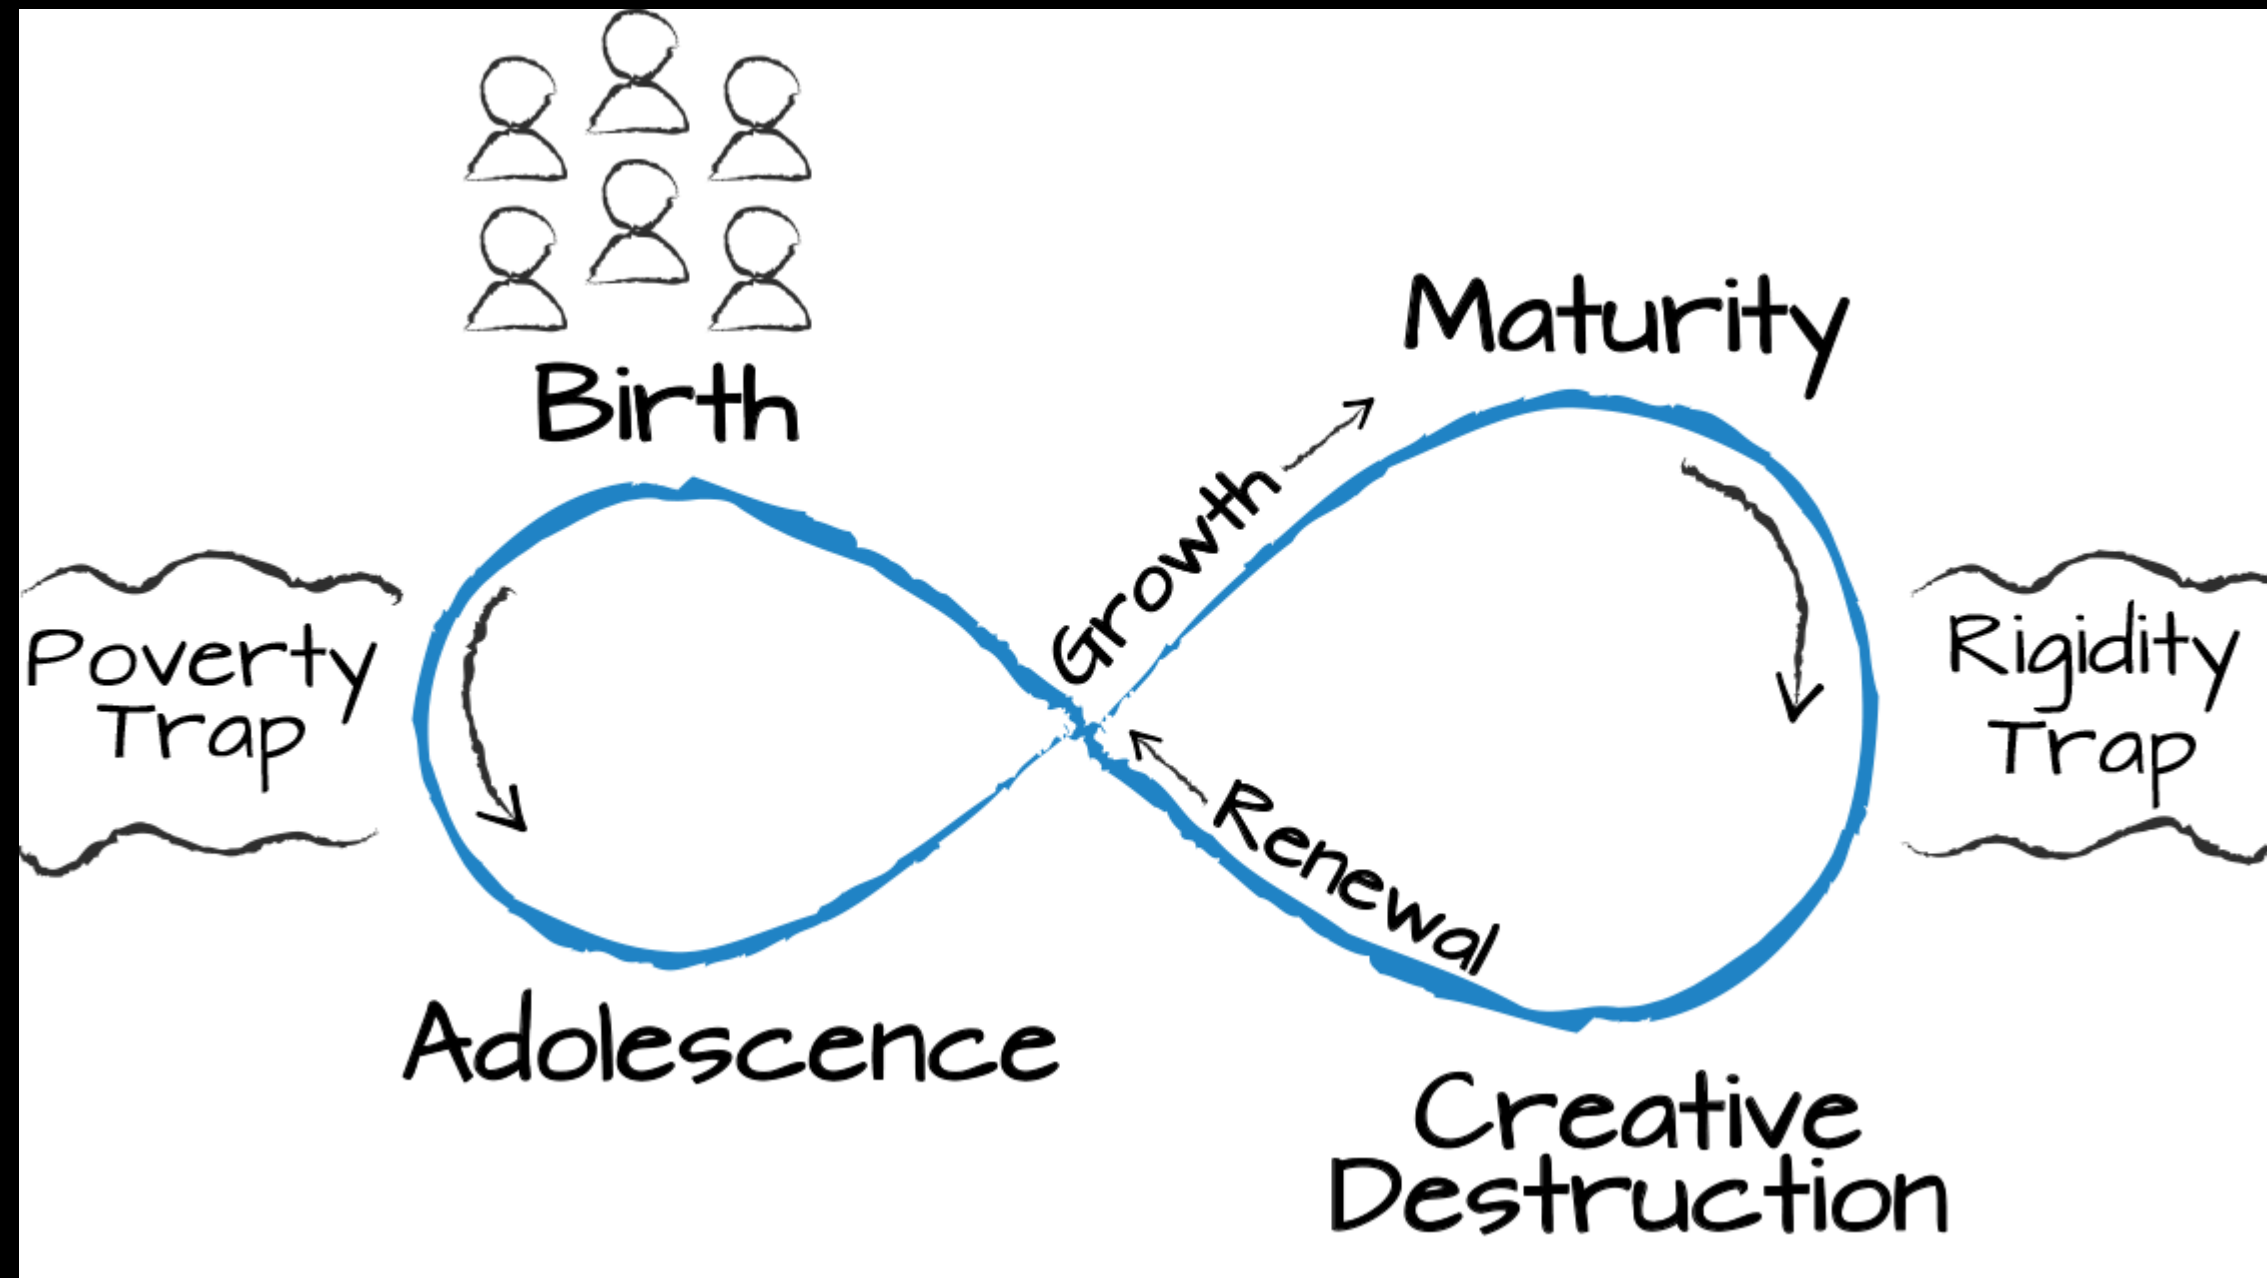 Birth
Maturity
Growth
Poverty
Trap
Rigidity
Trap
Renewal
Adolescence
Creative
Destruction